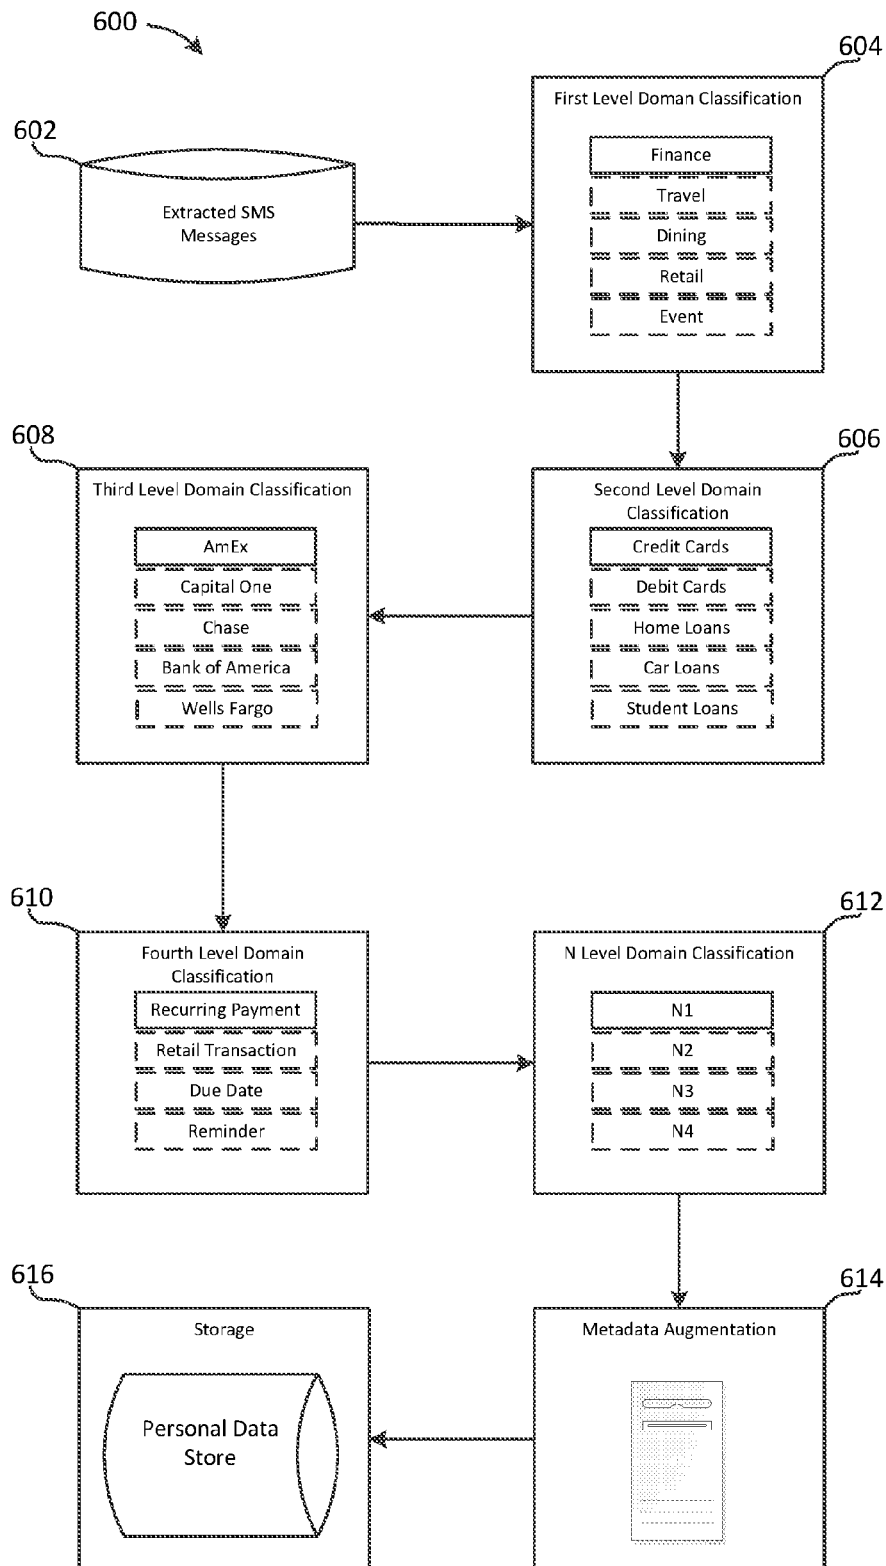 600
604
First Level Doman Classification
Finance
Travel
Dining
Retail
Event
602
Extracted SMS
Messages
608
Third Level Domain Classification
AmEx
Capital One
Chase
Bank of America
Wells Fargo
606
Second Level Domain
Classification
Credit Cards
Debit Cards
Home Loans
Car Loans
Student Loans
610
Fourth Level Domain
Classification
Recurring Payment
Retail Transaction
Due Date
Reminder
612
N Level Domain Classification
N1
N2
N3
N4
616
Storage
Personal Data
Store
614
Metadata Augmentation